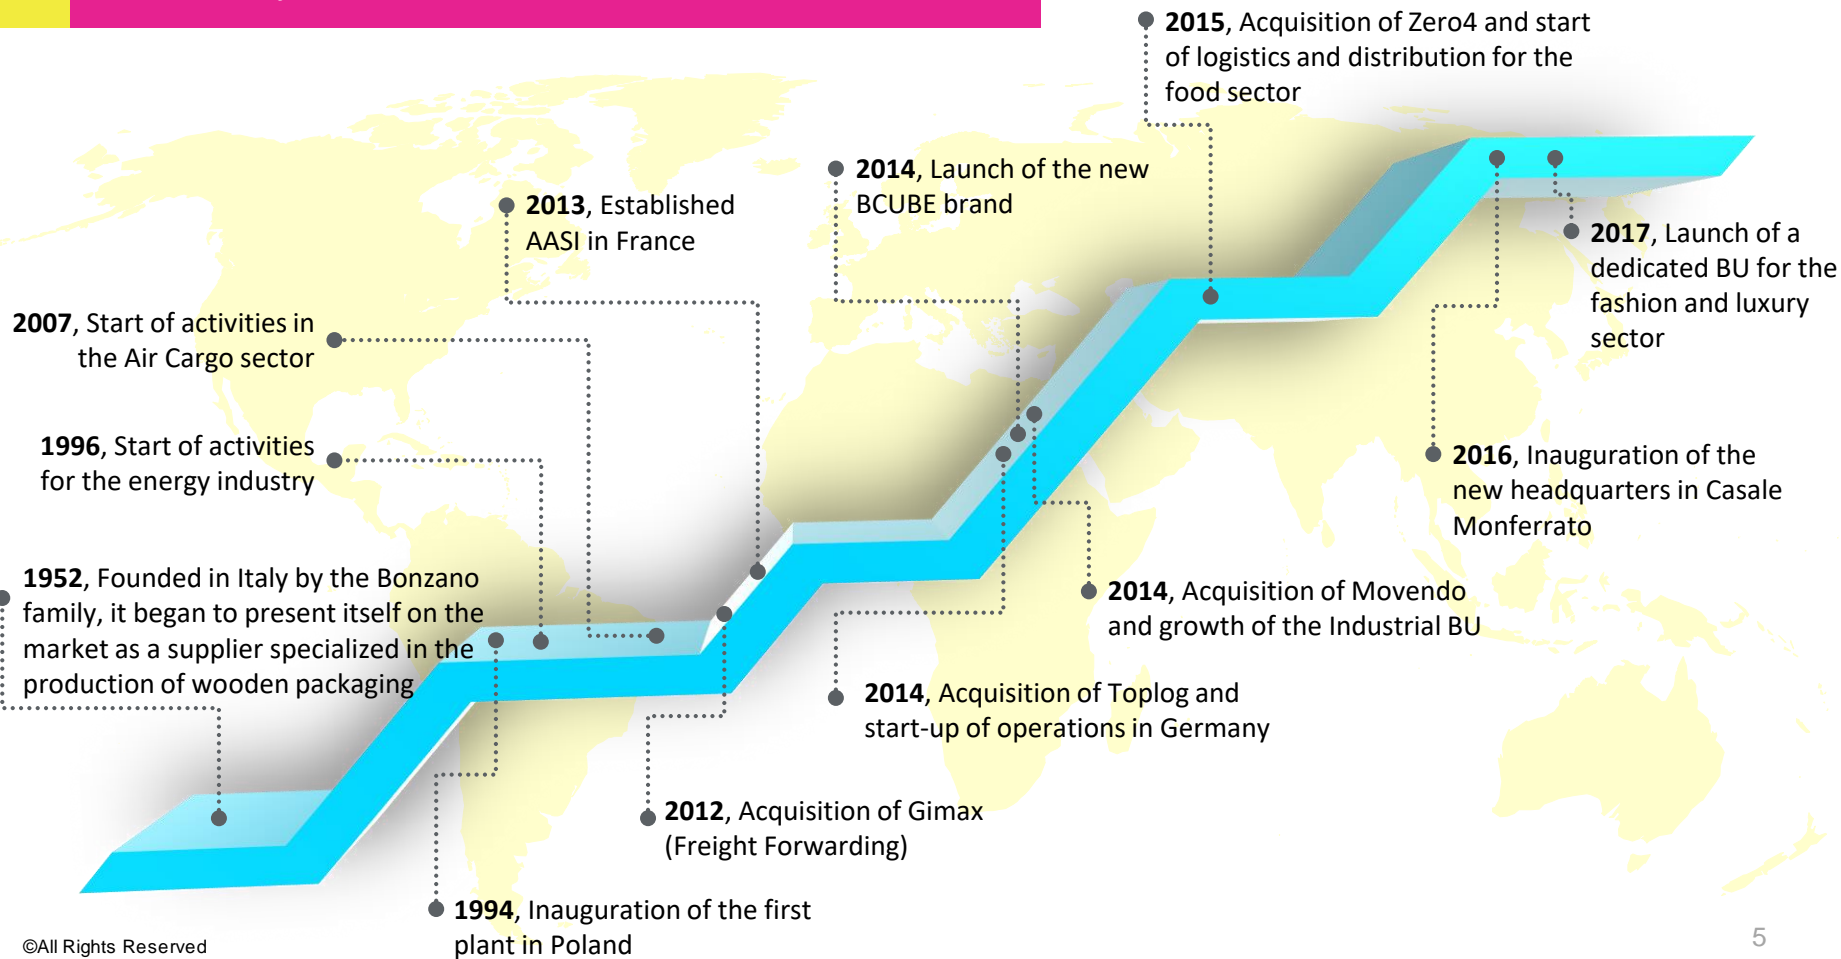 2015, Acquisition of Zero4 and start
of logistics and distribution for the
food sector
2014, Launch of the new
BCUBE brand
2013, Established
AASI in France
2017, Launch of a
dedicated BU for the
fashion and luxury
sector
2007, Start of activities in
the Air Cargo sector
1996, Start of activities
for the energy industry
2016, Inauguration of the
new headquarters in Casale
Monferrato
1952, Founded in Italy by the Bonzano
family, it began to present itself on the
market as a supplier specialized in the
production of wooden packaging
2014, Acquisition of Movendo
and growth of the Industrial BU
2014, Acquisition of Toplog and
start-up of operations in Germany
2012, Acquisition of Gimax
(Freight Forwarding)
1994, Inauguration of the first
plant in Poland
©All Rights Reserved
5